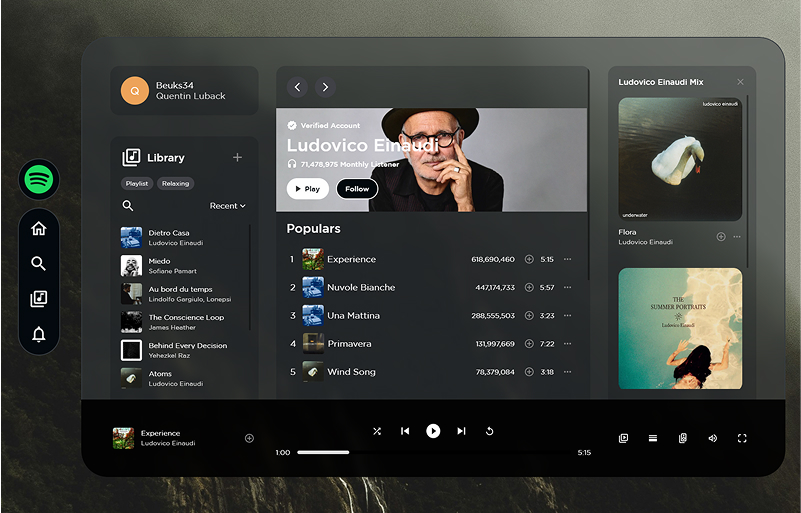 Beuks34
Q
Quentin Luback
Library
Playlist
Relaxing
Recent
Dietro Casa
Ludovico Einaudi
Miedo
Sofiane Pamart
Au bord du temps
Lindolfo Gargiulo, Lonepsi
The Conscience Loop
James Heather
Behind Every Decision
Yehezkel Raz
Atoms
Ludovico Einaudi
Verified Account
Ludovico Einaudi
71,478,975 Monthly Listener
Play
Follow
Populars
1 Experience 618,690,460 5:15
2 Nuvole Bianche 447,174,733 5:57
3 Una Mattina 288,555,503 3:23
4 Primavera 131,997,669 7:22
5 Wind Song 78,379,084 3:18
Ludovico Einaudi Mix
ludovico einaudi
underwater
Flora
Ludovico Einaudi
THE
SUMMER PORTRAITS
Ludovico Einaudi
Experience
Ludovico Einaudi
1:00
5:15